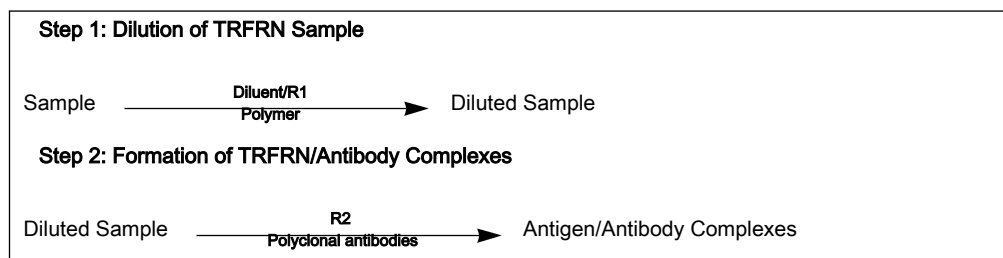 Step 1: Dilution of TRFRN Sample
Diluent/R1
Sample Diluted Sample
Polymer
Step 2: Formation of TRFRN/Antibody Complexes
R2
Diluted Sample Antigen/Antibody Complexes
Polyclonal antibodies